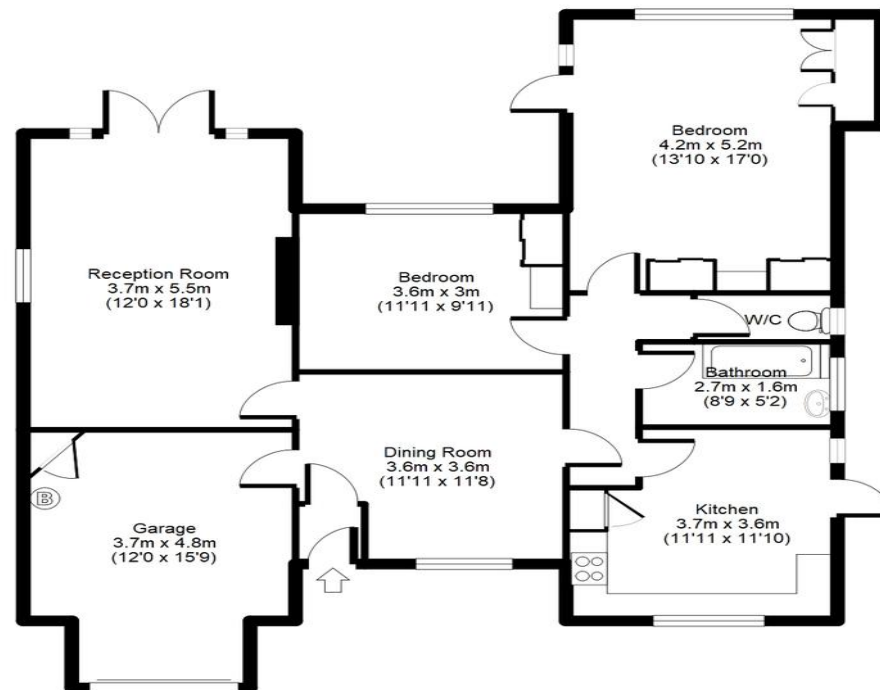 Bedroom
4.2m x 5.2m
(13'10 x 17'0)
Reception Room
3.7m x 5.5m
(12'0 x 18'1)
Bedroom
3.6m x 3m
(11'11 x 9'11)
W/C
Bathroom
2.7m x 1.6m
(8'9 x 5'2)
Dining Room
3.6m x 3.6m
(11'11 x 11'8)
B
Garage
3.7m x 4.8m
(12'0 x 15'9)
Kitchen
3.7m x 3.6m
(11'11 x 11'10)